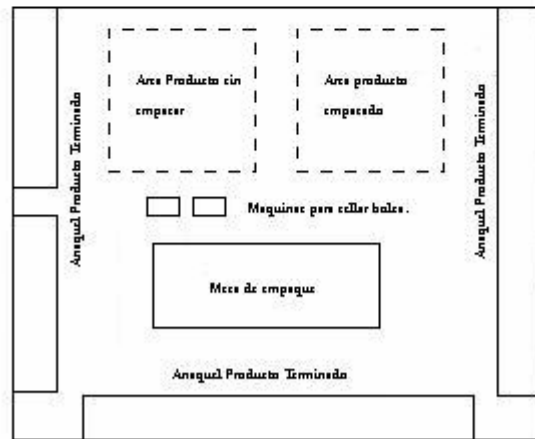 Area Producto sin
empacar
Area producto
empacado
Anaquel Producto Terminado
Anaquel Producto Terminado
Maquinas para sellar bolsa.
Mesa de empaque
Anaquel Producto Terminado